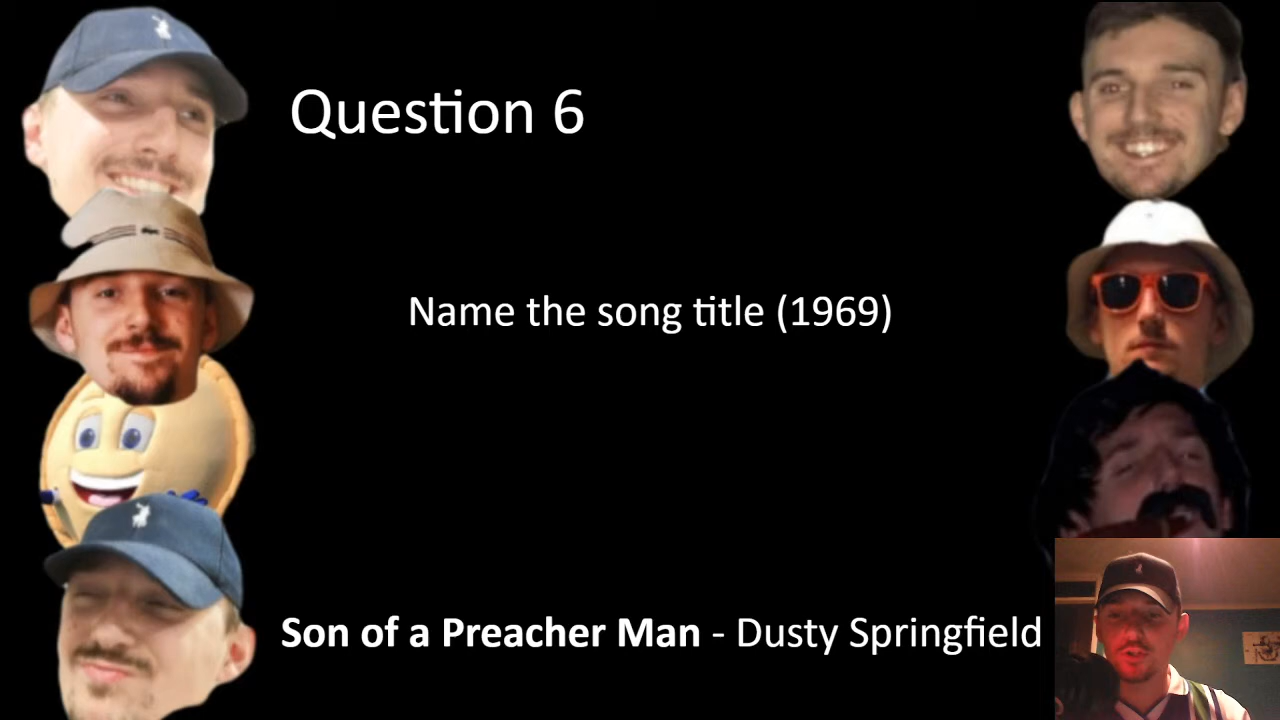 Question 6
Name the song title (1969)
Son of a Preacher Man - Dusty Springfield